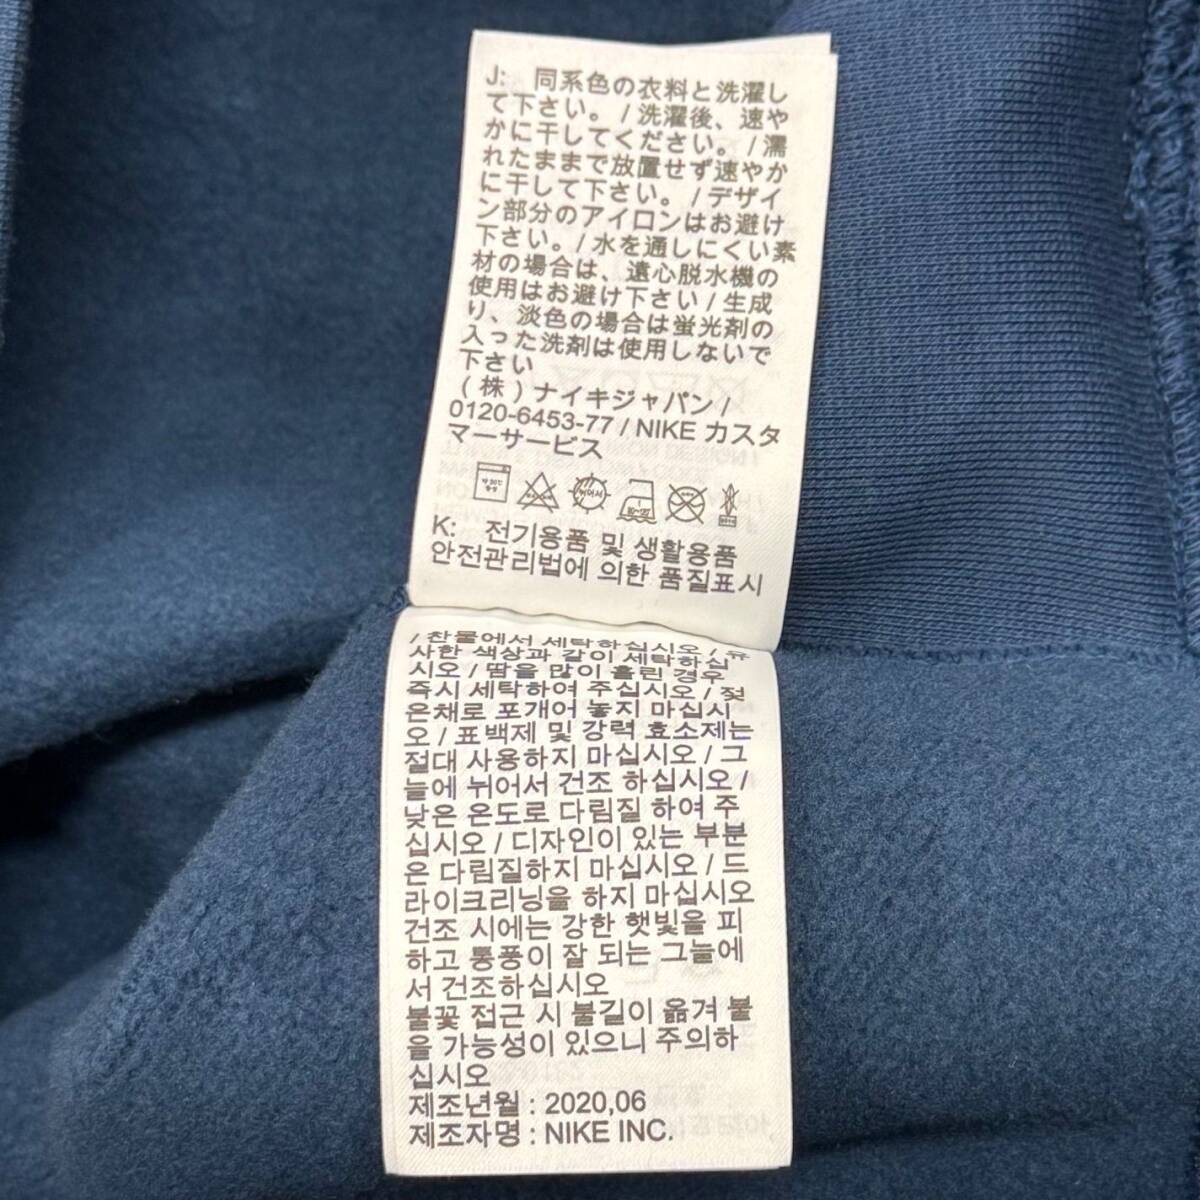 J: 同系色の衣料と洗濯し
て下さい。/ 洗濯後、速や
かに干してください。/ 濡
れたままで放置せず速やか
に干して下さい。/ デザイ
ン部分のアイロンはお避け
下さい。/ 水を通しにくい素
材の場合は、遠心脱水機の
使用はお避け下さい / 生成
り、淡色の場合は蛍光剤の
入った洗剤は使用しないで
下さい
(株) ナイキジャパン /
0120-6453-77 / NIKE カスタ
マーサービス
K: 전기용품 및 생활용품
안전관리법에 의한 품질표시
/ 찬물에서 세탁하십시오 / 유
사한 색상과 같이 세탁하십
시오 / 땀을 많이 흘린 경우
즉시 세탁하여 주십시오 / 젖
은채로 포개어 놓지 마십시
오 / 표백제 및 강력 효소제는
절대 사용하지 마십시오 / 그
늘에 뉘어서 건조 하십시오 /
낮은 온도로 다림질 하여 주
십시오 / 디자인이 있는 부분
은 다림질하지 마십시오 / 드
라이크리닝을 하지 마십시오
건조 시에는 강한 햇빛을 피
하고 통풍이 잘 되는 그늘에
서 건조하십시오
불꽃 접근 시 불길이 옮겨 붙
을 가능성이 있으니 주의하
십시오
제조년월 : 2020,06
제조자명 : NIKE INC.